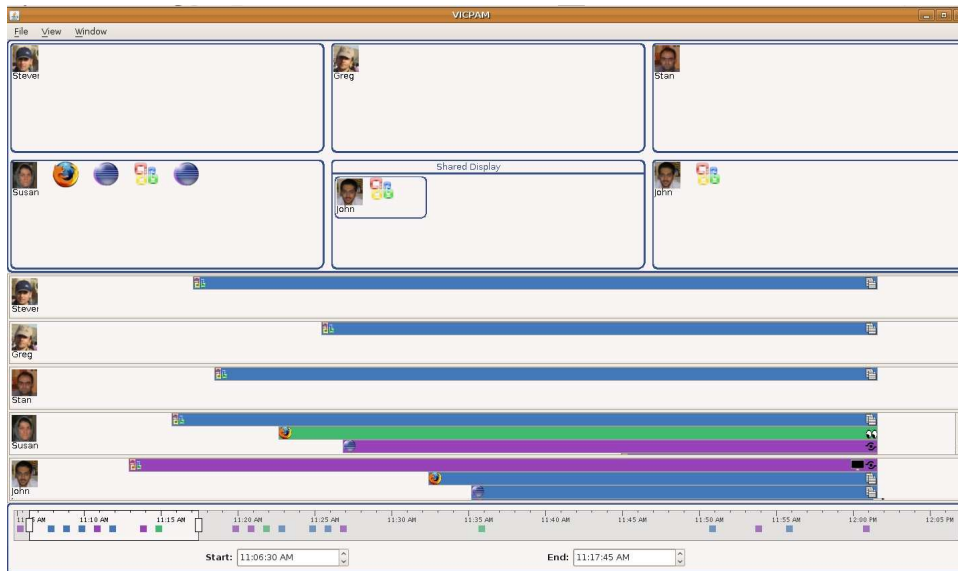 VICPAM
File View Window
Steven
Greg
Stan
Susan
Shared Display
John
John
Steven
Greg
Stan
Susan
John
11:10 AM 11:15 AM 11:20 AM 11:25 AM 11:30 AM 11:35 AM 11:40 AM 11:45 AM 11:50 AM 11:55 AM 12:00 PM 12:05 PM
Start: 11:06:30 AM End: 11:17:45 AM